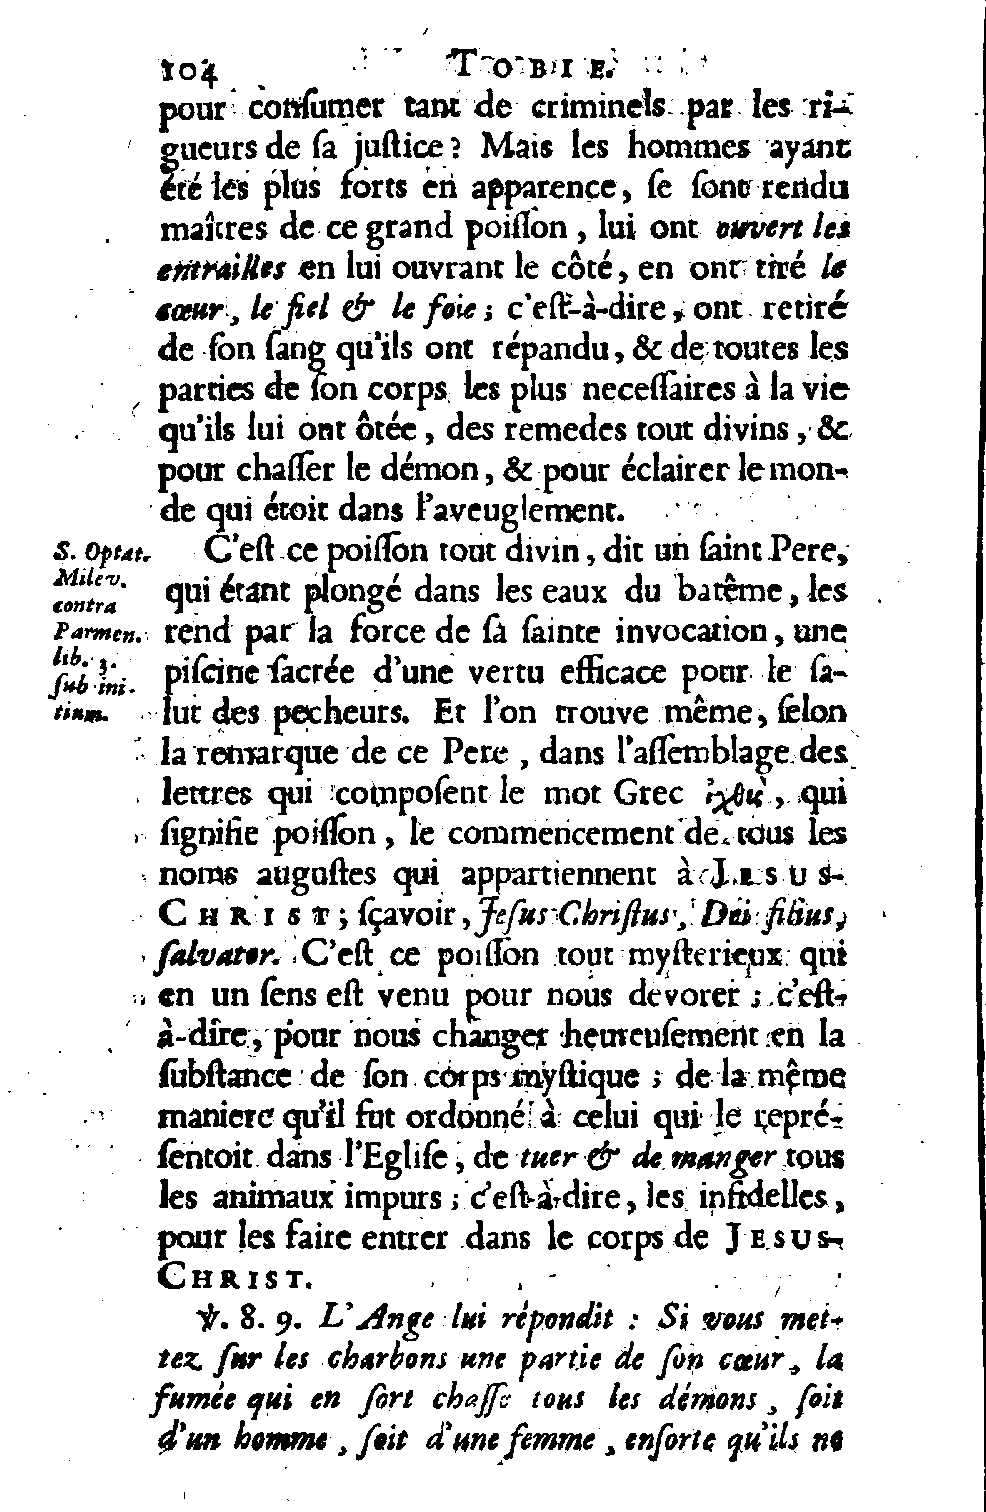 104 TOBIE.
pour conſumer tant de criminels par les ri-
gueurs de ſa juſtice? Mais les hommes ayant
été les plus forts en apparence, ſe ſont rendu
maîtres de ce grand poiſſon, lui ont ouvert les
entrailles en lui ouvrant le côté, en ont tiré le
cœur, le fiel & le foie; c'eſt-à-dire, ont retiré
de ſon ſang qu'ils ont répandu, & de toutes les
parties de ſon corps les plus neceſſaires à la vie
qu'ils lui ont ôtée, des remedes tout divins, &
pour chaſſer le démon, & pour éclairer le mon-
de qui étoit dans l'aveuglement.
C'eſt ce poiſſon tout divin, dit un ſaint Pere,
qui étant plongé dans les eaux du batême, les
rend par la force de ſa ſainte invocation, une
piſcine ſacrée d'une vertu efficace pour le ſa-
lut des pecheurs. Et l'on trouve même, ſelon
la remarque de ce Pere, dans l'aſſemblage des
lettres qui compoſent le mot Grec ἰχθὺ, qui
ſignifie poiſſon, le commencement de tous les
noms auguſtes qui appartiennent à JESUS-
CHRIST; ſçavoir, Jeſus Chriſtus, Dei filius,
ſalvator. C'eſt ce poiſſon tout myſterieux qui
en un ſens eſt venu pour nous devorer; c'eſt-
à-dire, pour nous changer heureuſement en la
ſubſtance de ſon corps myſtique; de la même
maniere qu'il fut ordonné à celui qui le repré-
ſentoit dans l'Egliſe, de tuer & de manger tous
les animaux impurs; c'eſt-à-dire, les infidelles,
pour les faire entrer dans le corps de JESUS-
CHRIST.
℣. 8. 9. L'Ange lui répondit : Si vous met-
tez ſur les charbons une partie de ſon cœur, la
fumée qui en ſort chaſſe tous les démons, ſoit
d'un homme, ſoit d'une femme, enſorte qu'ils ne
S. Optat.
Milev.
contra
Parmen.
lib. 3.
ſub ini-
tium.